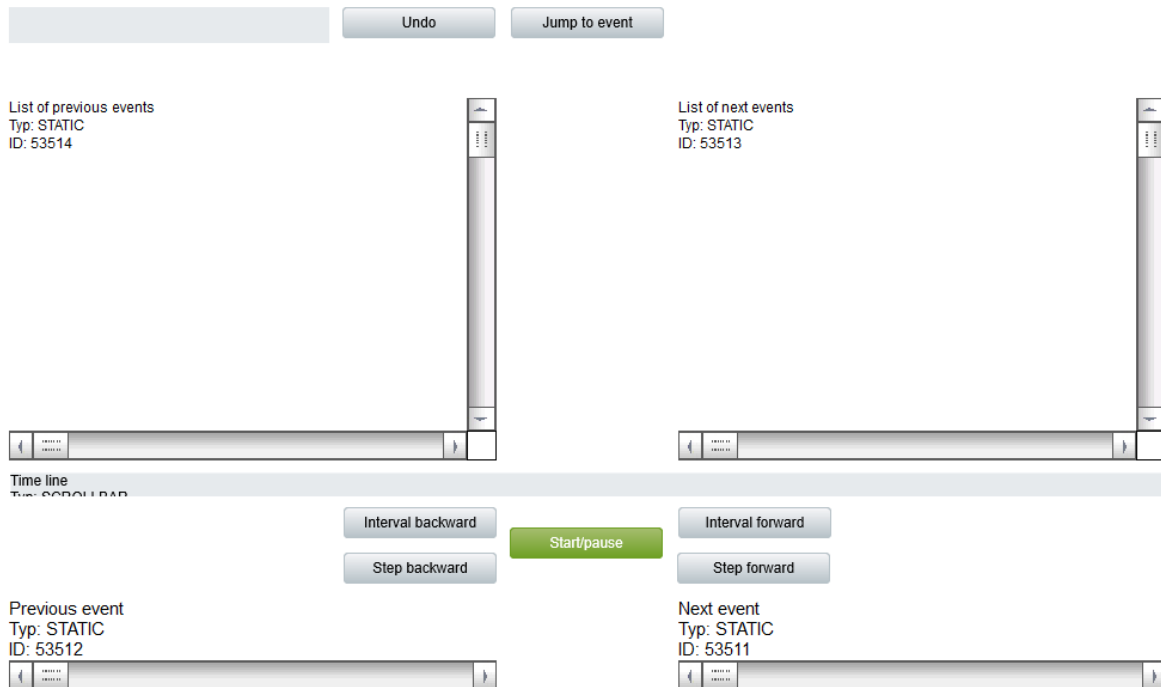 Undo
Jump to event
List of previous events
Typ: STATIC
ID: 53514
List of next events
Typ: STATIC
ID: 53513
Time line
Typ: SCROLLBAR
Interval backward
Start/pause
Interval forward
Step backward
Step forward
Previous event
Typ: STATIC
ID: 53512
Next event
Typ: STATIC
ID: 53511